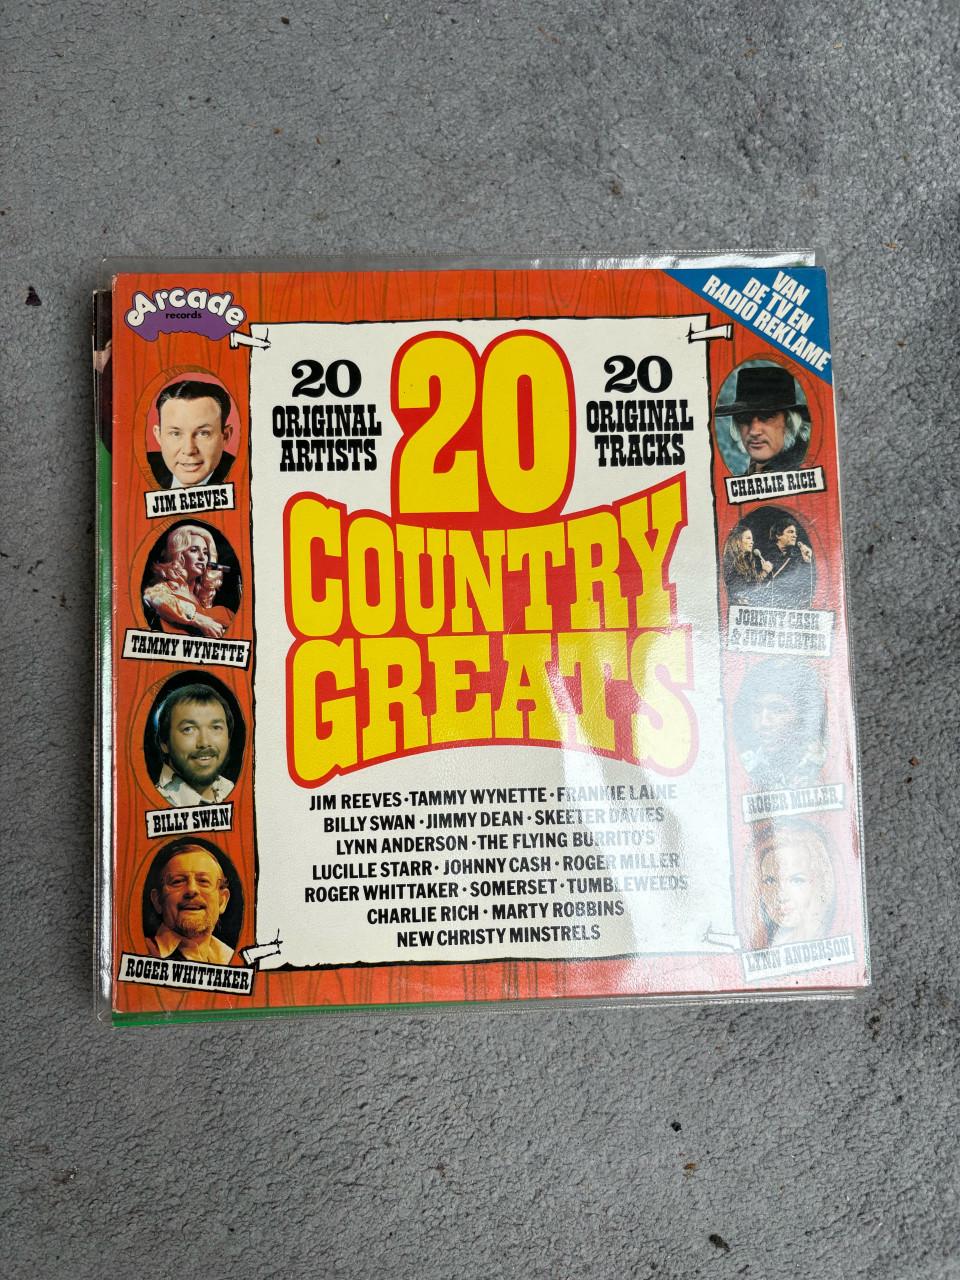 Arcade
records
VAN
DE TV EN
RADIO REKLAME
20
ORIGINAL
ARTISTS
20
COUNTRY
GREATS
20
ORIGINAL
TRACKS
JIM REEVES
TAMMY WYNETTE
BILLY SWAN
ROGER WHITTAKER
CHARLIE RICH
JOHNNY CASH
& JUNE CARTER
ROGER MILLER
LYNN ANDERSON
JIM REEVES · TAMMY WYNETTE · FRANKIE LAINE
BILLY SWAN · JIMMY DEAN · SKEETER DAVIES
LYNN ANDERSON · THE FLYING BURRITO'S
LUCILLE STARR · JOHNNY CASH · ROGER MILLER
ROGER WHITTAKER · SOMERSET · TUMBLEWEEDS
CHARLIE RICH · MARTY ROBBINS
NEW CHRISTY MINSTRELS